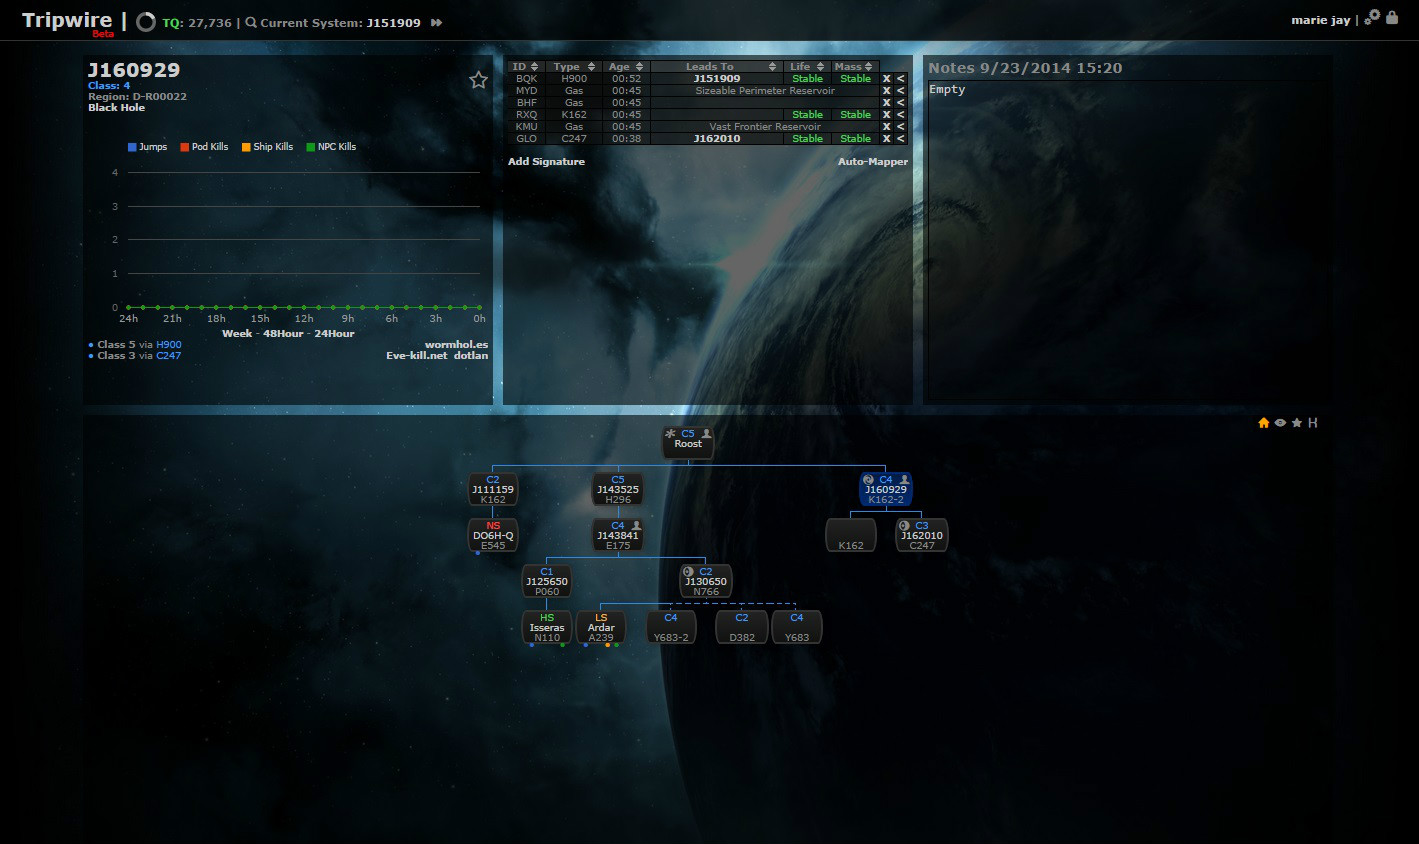 Tripwire | TQ: 27,736 | Current System: J151909
Beta
marie jay |
J160929
Class: 4
Region: D-R00022
Black Hole
Jumps Pod Kills Ship Kills NPC Kills
4
3
2
1
0
24h 21h 18h 15h 12h 9h 6h 3h 0h
Week - 48Hour - 24Hour
Class 5 via H900 wormhol.es
Class 3 via C247 Eve-kill.net dotlan
ID Type Age Leads To Life Mass
BQK H900 00:52 J151909 Stable Stable X <
MYD Gas 00:45 Sizeable Perimeter Reservoir X <
BHF Gas 00:45 X <
RXQ K162 00:45 Stable Stable X <
KMU Gas 00:45 Vast Frontier Reservoir X <
GLO C247 00:38 J162010 Stable Stable X <
Add Signature Auto-Mapper
Notes 9/23/2014 15:20
Empty
H
C5
Roost
C2 C5 C4
J111159 J143525 J160929
K162 H296 K162-2
NS C4 C3
DO6H-Q J143841 J162010
E545 E175 K162 C247
C1 C2
J125650 J130650
P060 N766
HS LS C4 C2 C4
Isseras Ardar
N110 A239 Y683-2 D382 Y683